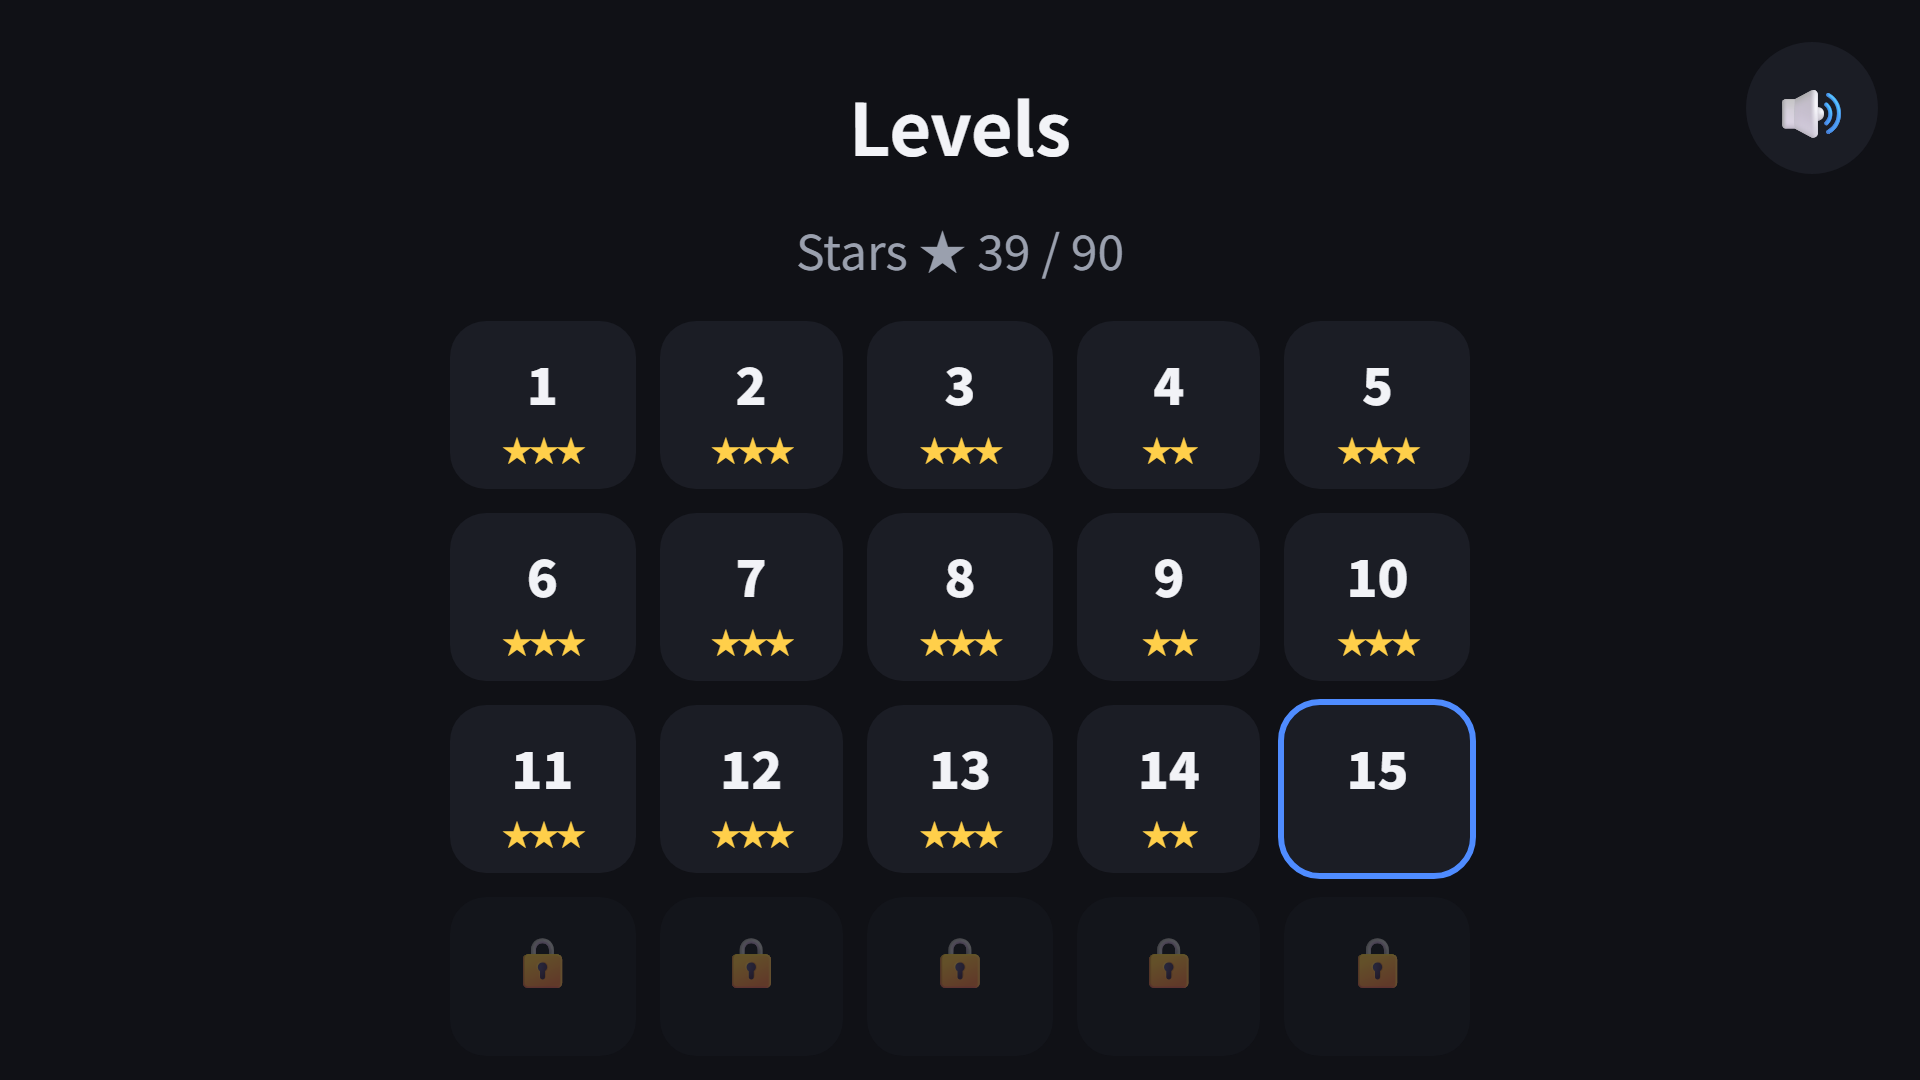 Levels
Stars ★ 39 / 90
1 2 3 4 5
★★★ ★★★ ★★★ ★★ ★★★
6 7 8 9 10
★★★ ★★★ ★★★ ★★ ★★★
11 12 13 14 15
★★★ ★★★ ★★★ ★★